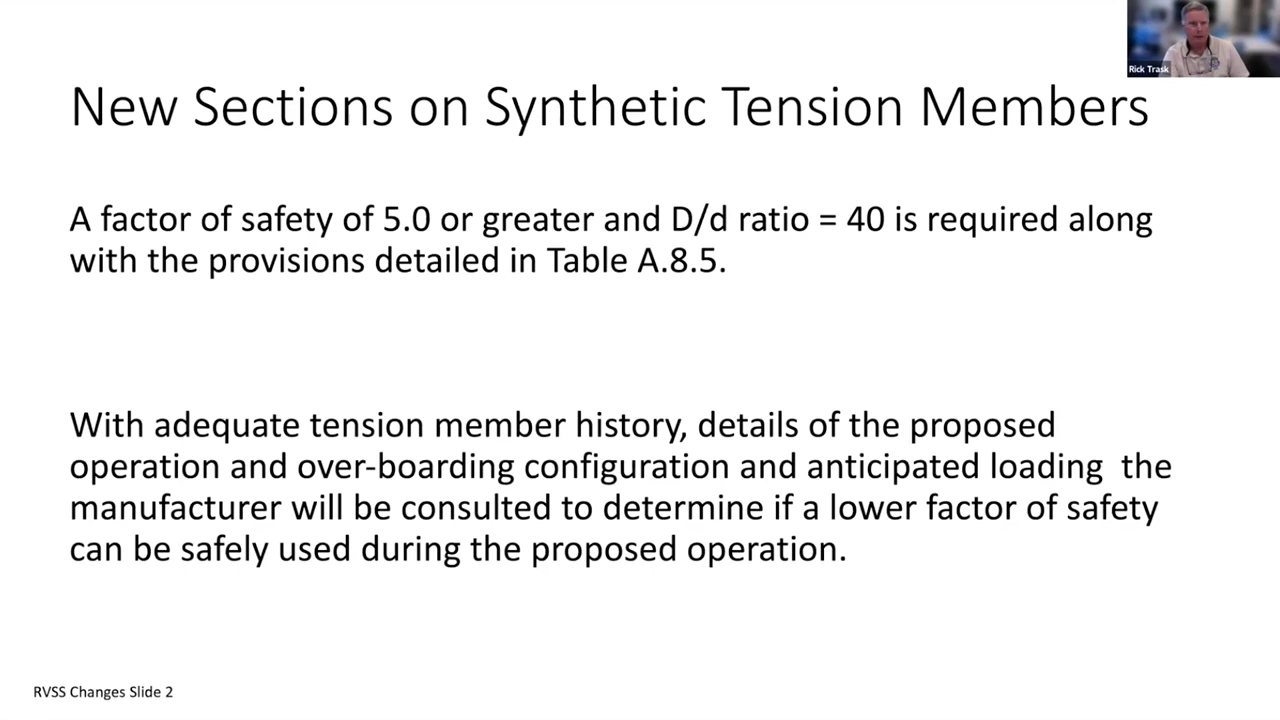 Rick Trask
New Sections on Synthetic Tension Members
A factor of safety of 5.0 or greater and D/d ratio = 40 is required along
with the provisions detailed in Table A.8.5.
With adequate tension member history, details of the proposed
operation and over-boarding configuration and anticipated loading  the
manufacturer will be consulted to determine if a lower factor of safety
can be safely used during the proposed operation.
RVSS Changes Slide 2